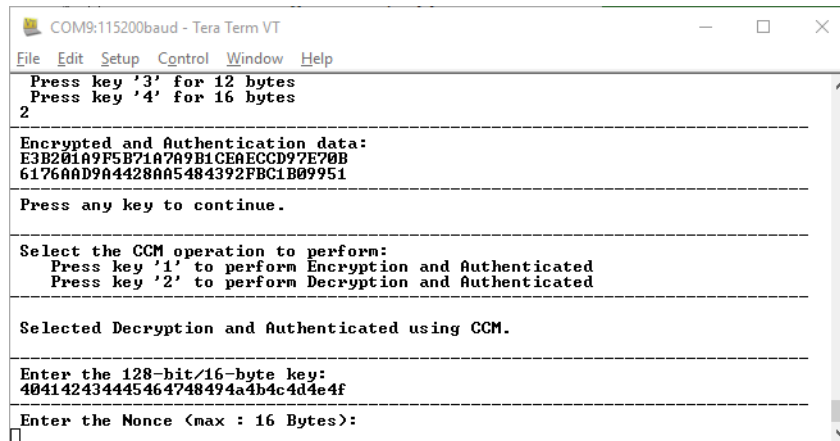 COM9:115200baud - Tera Term VT
File Edit Setup Control Window Help
Press key '3' for 12 bytes
Press key '4' for 16 bytes
2
Encrypted and Authentication data:
E3B201A9F5B71A7A9B1CEAECCD97E70B
6176AAD9A4428AA5484392FBC1B09951
Press any key to continue.
Select the CCM operation to perform:
Press key '1' to perform Encryption and Authenticated
Press key '2' to perform Decryption and Authenticated
Selected Decryption and Authenticated using CCM.
Enter the 128-bit/16-byte key:
404142434445464748494a4b4c4d4e4f
Enter the Nonce (max : 16 Bytes):